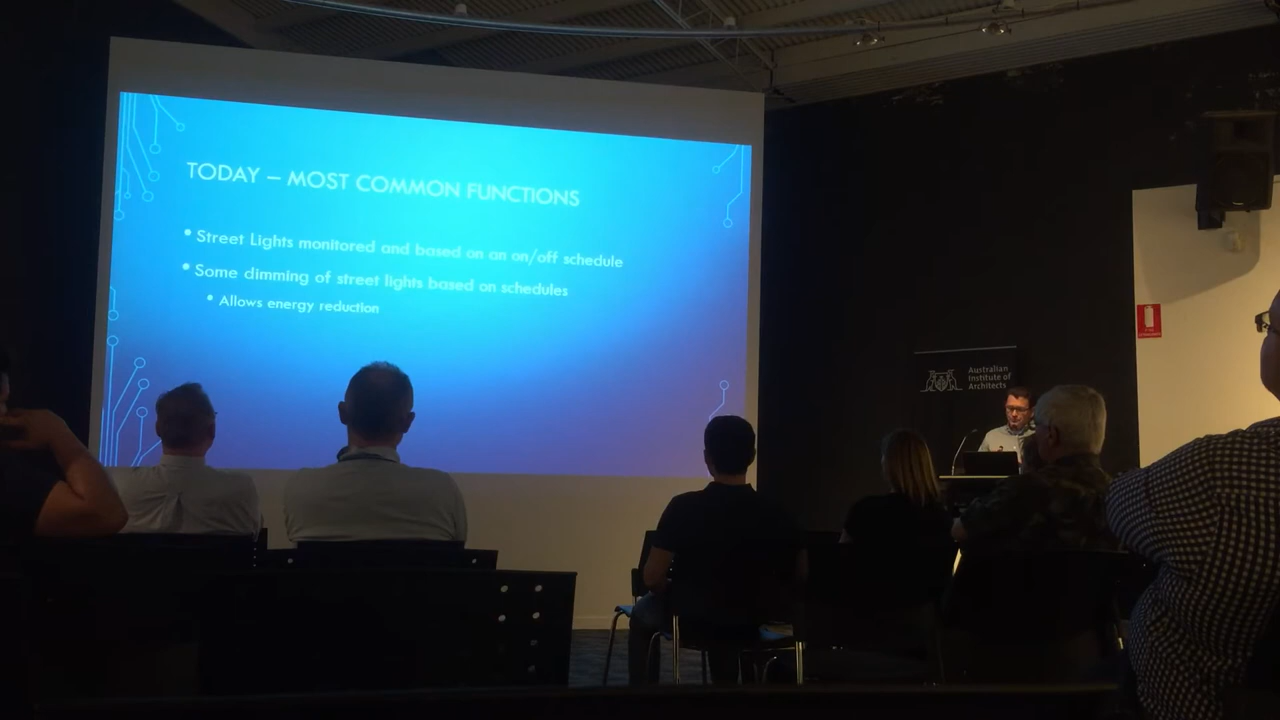 TODAY – MOST COMMON FUNCTIONS
• Street Lights monitored and based on an on/off schedule
• Some dimming of street lights based on schedules
• Allows energy reduction
Australian
Institute of
Architects